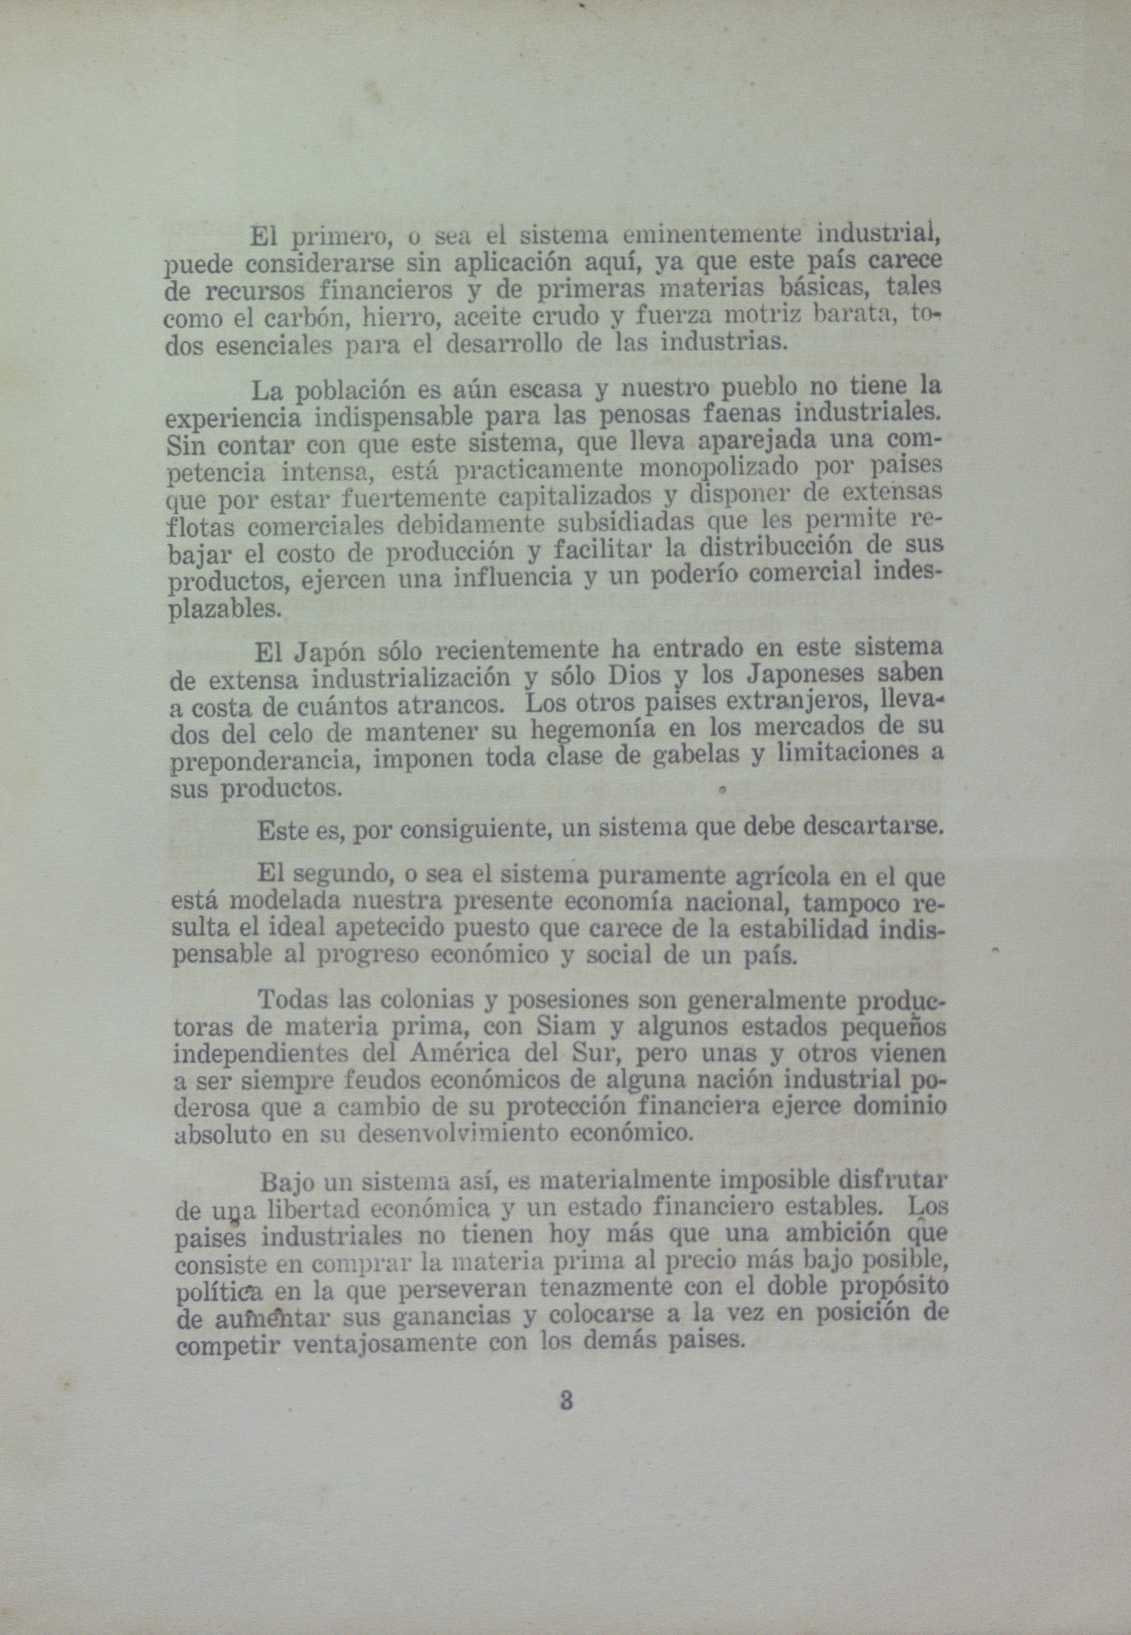 El primero, o sea el sistema eminentemente industrial,
puede considerarse sin aplicación aquí, ya que este país carece
de recursos financieros y de primeras materias básicas, tales
como el carbón, hierro, aceite crudo y fuerza motriz barata, to-
dos esenciales para el desarrollo de las industrias.
La población es aún escasa y nuestro pueblo no tiene la
experiencia indispensable para las penosas faenas industriales.
Sin contar con que este sistema, que lleva aparejada una com-
petencia intensa, está practicamente monopolizado por paises
que por estar fuertemente capitalizados y disponer de extensas
flotas comerciales debidamente subsidiadas que les permite re-
bajar el costo de producción y facilitar la distribucción de sus
productos, ejercen una influencia y un poderío comercial indes-
plazables.
El Japón sólo recientemente ha entrado en este sistema
de extensa industrialización y sólo Dios y los Japoneses saben
a costa de cuántos atrancos. Los otros paises extranjeros, lleva-
dos del celo de mantener su hegemonía en los mercados de su
preponderancia, imponen toda clase de gabelas y limitaciones a
sus productos.
Este es, por consiguiente, un sistema que debe descartarse.
El segundo, o sea el sistema puramente agrícola en el que
está modelada nuestra presente economía nacional, tampoco re-
sulta el ideal apetecido puesto que carece de la estabilidad indis-
pensable al progreso económico y social de un país.
Todas las colonias y posesiones son generalmente produc-
toras de materia prima, con Siam y algunos estados pequeños
independientes del América del Sur, pero unas y otros vienen
a ser siempre feudos económicos de alguna nación industrial po-
derosa que a cambio de su protección financiera ejerce dominio
absoluto en su desenvolvimiento económico.
Bajo un sistema así, es materialmente imposible disfrutar
de una libertad económica y un estado financiero estables. Los
paises industriales no tienen hoy más que una ambición que
consiste en comprar la materia prima al precio más bajo posible,
política en la que perseveran tenazmente con el doble propósito
de aumentar sus ganancias y colocarse a la vez en posición de
competir ventajosamente con los demás paises.
3